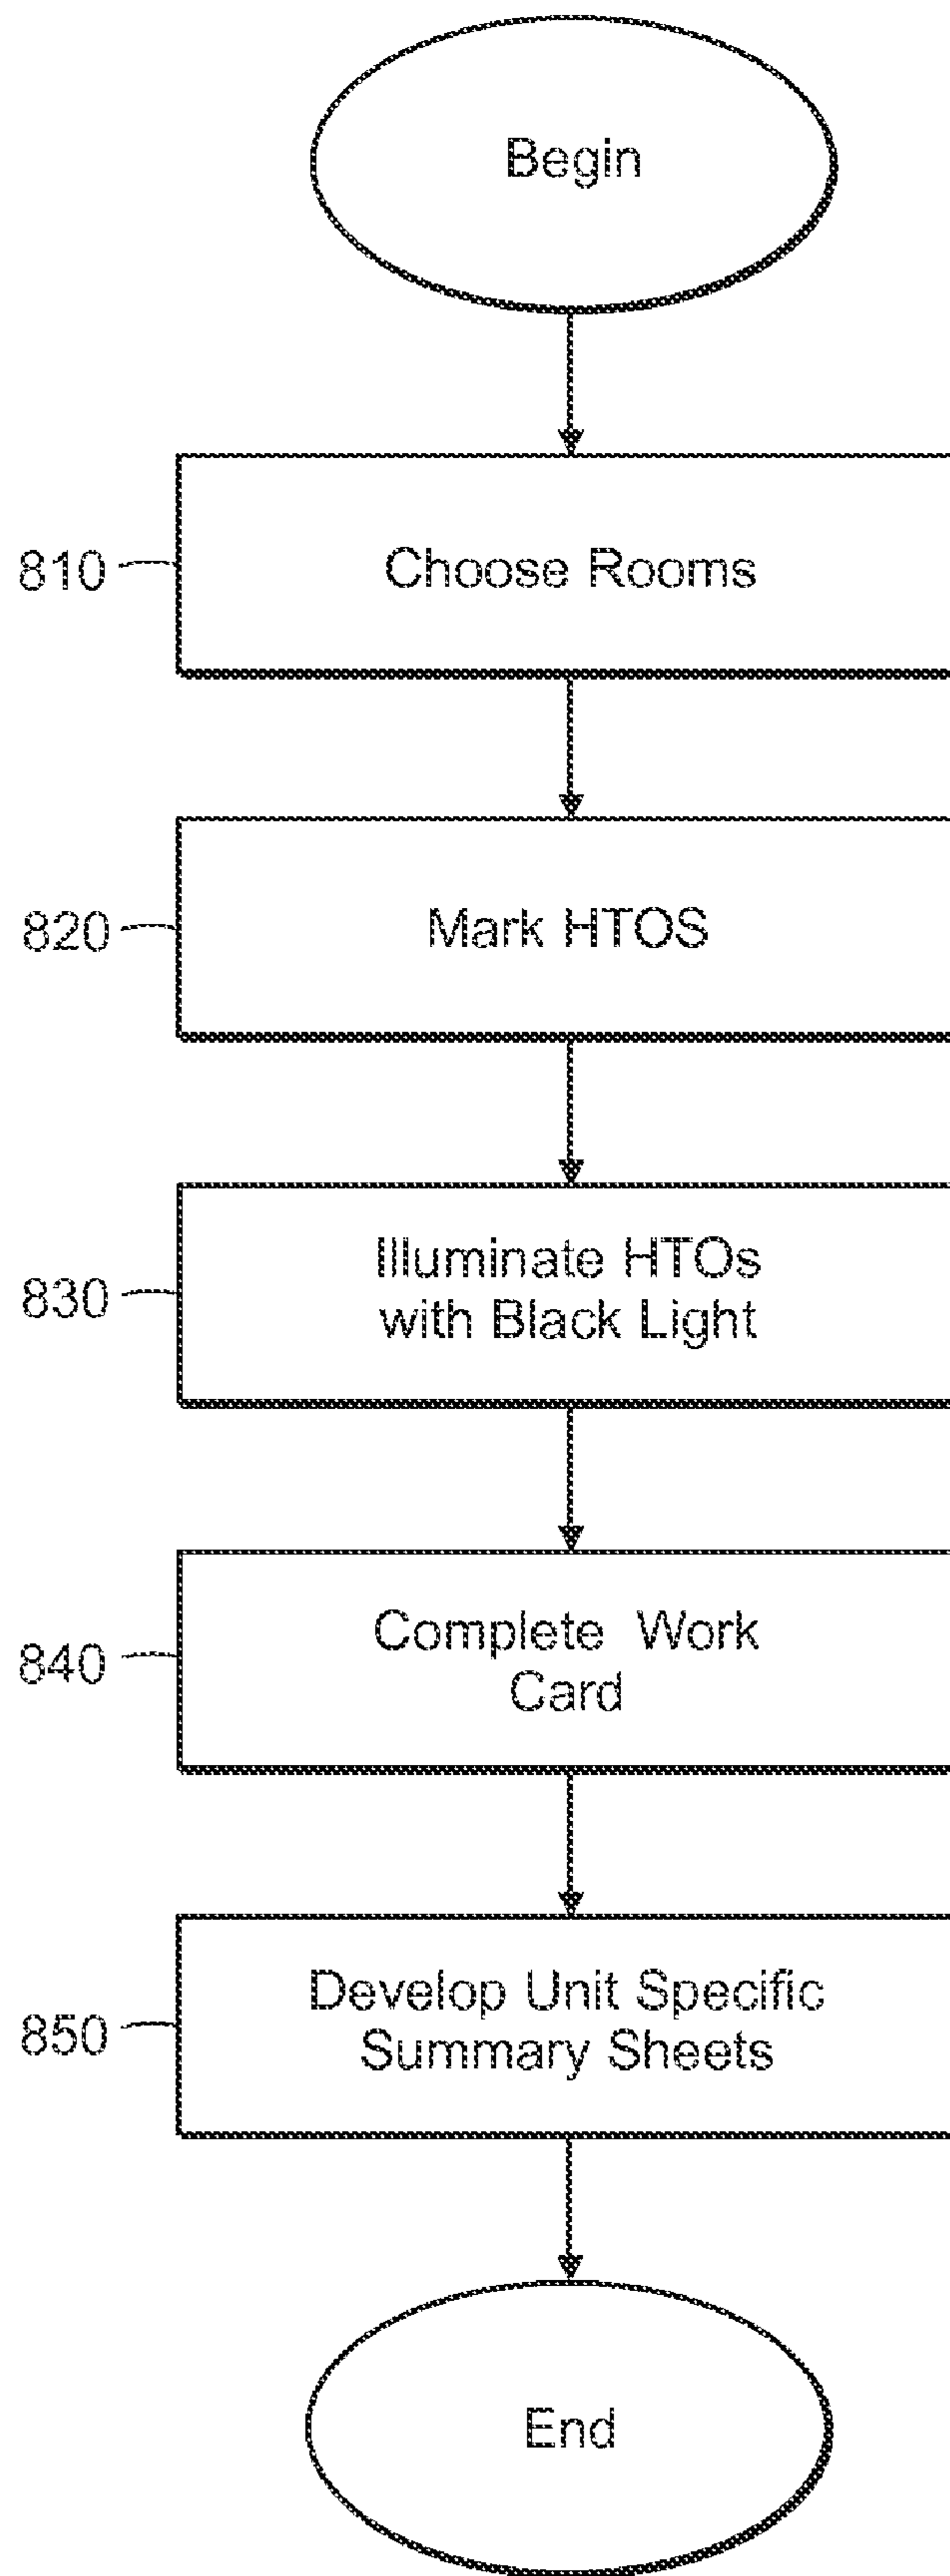 Begin
810
Choose Rooms
820
Mark HTOS
830
Illuminate HTOs
with Black Light
840
Complete Work
Card
850
Develop Unit Specific
Summary Sheets
End